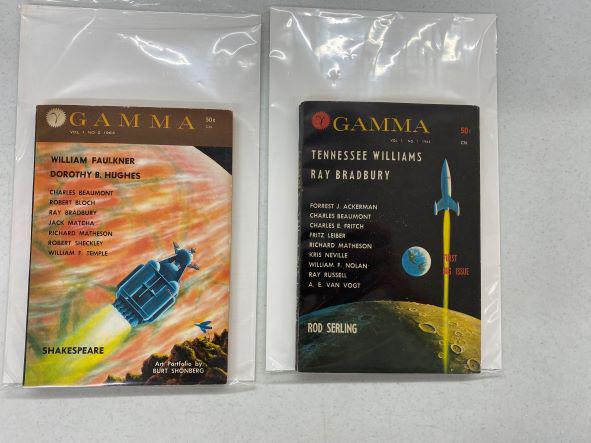 GAMMA
50¢
VOL. 1, NO. 2 1963
WILLIAM FAULKNER
DOROTHY B. HUGHES
CHARLES BEAUMONT
ROBERT BLOCH
RAY BRADBURY
JACK MATCHA
RICHARD MATHESON
ROBERT SHECKLEY
WILLIAM F. TEMPLE
SHAKESPEARE
Art Portfolio by
BURT SHONBERG
γ GAMMA
50¢
VOL. 1 NO. 1 1963
TENNESSEE WILLIAMS
RAY BRADBURY
FORREST J. ACKERMAN
CHARLES BEAUMONT
CHARLES E. FRITCH
FRITZ LEIBER
RICHARD MATHESON
KRIS NEVILLE
WILLIAM F. NOLAN
RAY RUSSELL
A. E. VAN VOGT
FIRST
BIG ISSUE
ROD SERLING